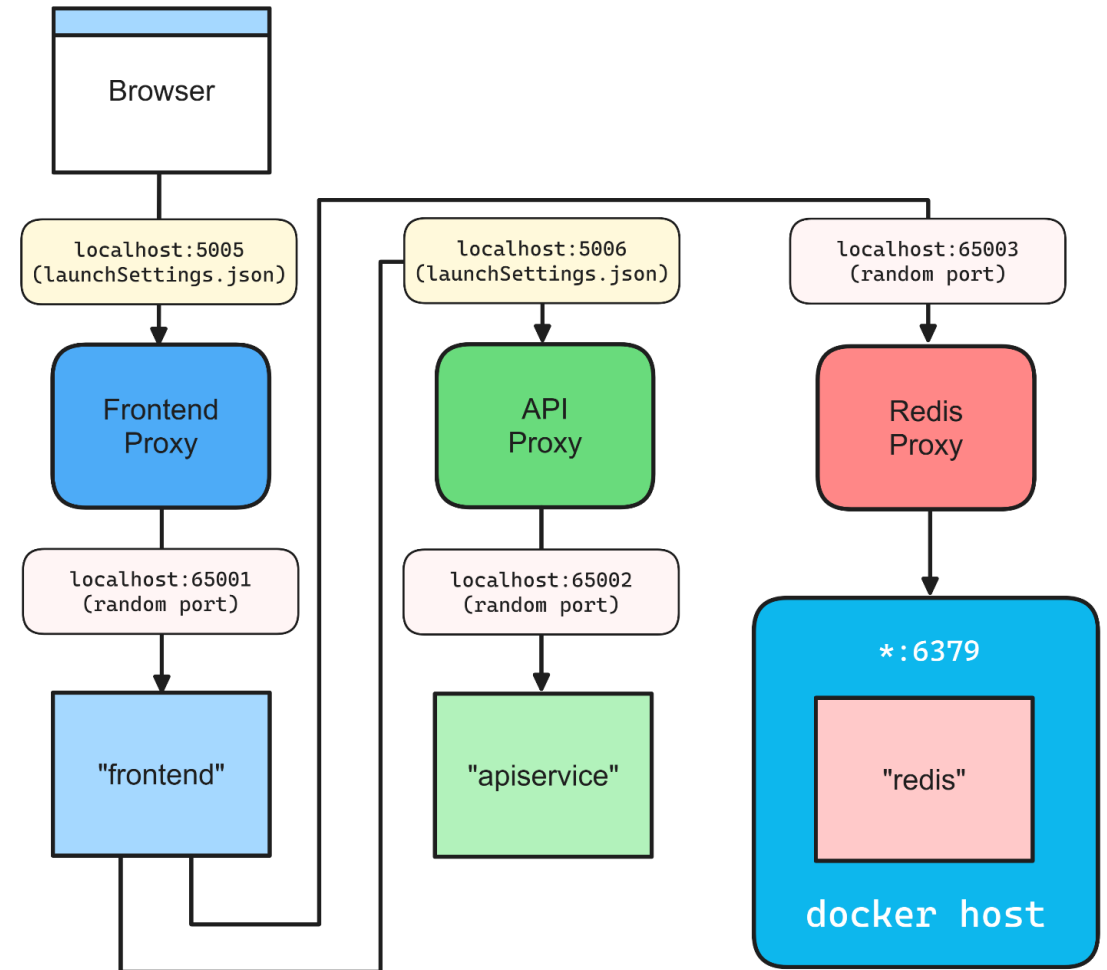 Browser
localhost:5005
(launchSettings.json)
localhost:5006
(launchSettings.json)
localhost:65003
(random port)
Frontend
Proxy
API
Proxy
Redis
Proxy
localhost:65001
(random port)
localhost:65002
(random port)
*:6379
"frontend"
"apiservice"
"redis"
docker host